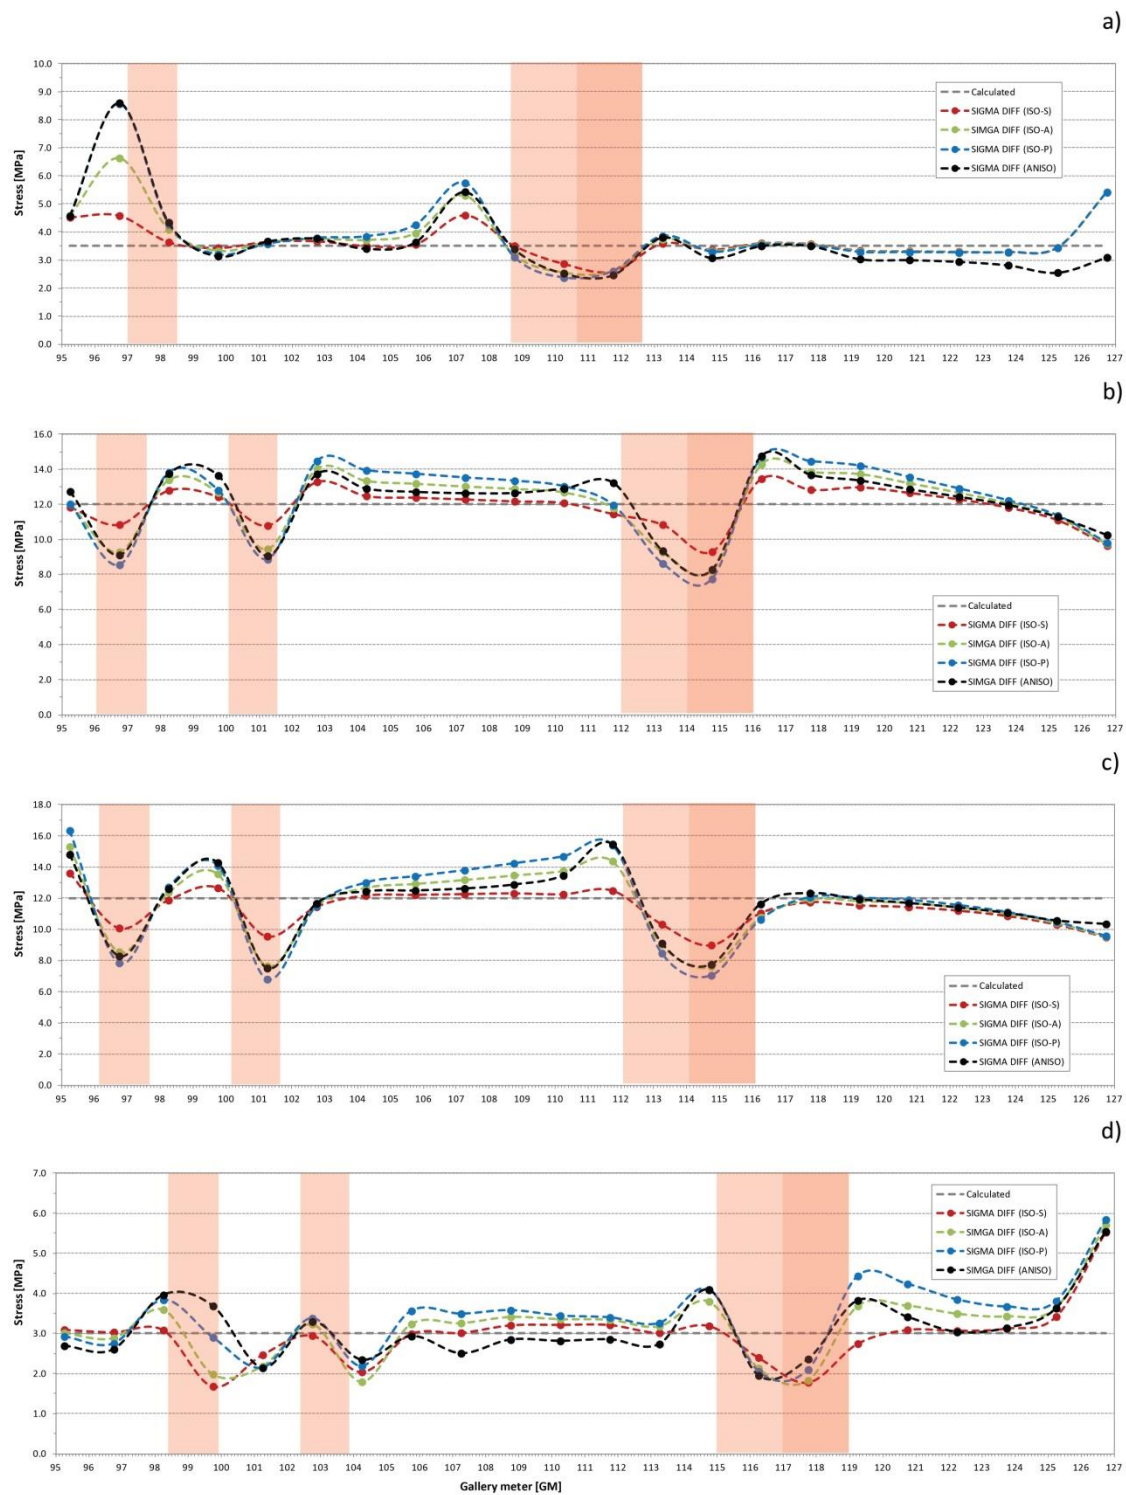 a)
10.0
9.0
8.0
7.0
6.0
5.0
4.0
3.0
2.0
1.0
0.0
Stress [MPa]
Calculated
SIGMA DIFF (ISO-S)
SIMGA DIFF (ISO-A)
SIGMA DIFF (ISO-P)
SIGMA DIFF (ANISO)
95 96 97 98 99 100 101 102 103 104 105 106 107 108 109 110 111 112 113 114 115 116 117 118 119 120 121 122 123 124 125 126 127
b)
16.0
14.0
12.0
10.0
8.0
6.0
4.0
2.0
0.0
Stress [MPa]
Calculated
SIGMA DIFF (ISO-S)
SIMGA DIFF (ISO-A)
SIGMA DIFF (ISO-P)
SIMGA DIFF (ANISO)
95 96 97 98 99 100 101 102 103 104 105 106 107 108 109 110 111 112 113 114 115 116 117 118 119 120 121 122 123 124 125 126 127
c)
18.0
16.0
14.0
12.0
10.0
8.0
6.0
4.0
2.0
0.0
Stress [MPa]
Calculated
SIGMA DIFF (ISO-S)
SIMGA DIFF (ISO-A)
SIGMA DIFF (ISO-P)
SIMGA DIFF (ANISO)
95 96 97 98 99 100 101 102 103 104 105 106 107 108 109 110 111 112 113 114 115 116 117 118 119 120 121 122 123 124 125 126 127
d)
7.0
6.0
5.0
4.0
3.0
2.0
1.0
0.0
Stress [MPa]
Calculated
SIGMA DIFF (ISO-S)
SIMGA DIFF (ISO-A)
SIGMA DIFF (ISO-P)
SIMGA DIFF (ANISO)
95 96 97 98 99 100 101 102 103 104 105 106 107 108 109 110 111 112 113 114 115 116 117 118 119 120 121 122 123 124 125 126 127
Gallery meter [GM]